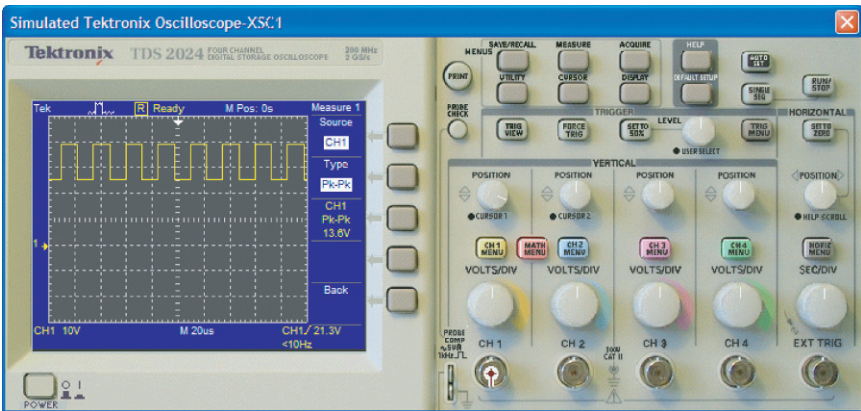 Simulated Tektronix Oscilloscope-XSC1
Tektronix TDS 2024 FOUR CHANNEL DIGITAL STORAGE OSCILLOSCOPE 200 MHz 2 GS/s
Tek R Ready M Pos: 0s Measure 1
Source
CH1
Type
Pk-Pk
CH1
Pk-Pk
13.6V
Back
1
CH1 10V M 20us CH1 / 21.3V
<10Hz
POWER
MENUS SAVE/RECALL MEASURE ACQUIRE HELP
PRINT UTILITY CURSOR DISPLAY DEFAULT SETUP
AUTO SET
SINGLE SEQ
RUN/STOP
PROBE CHECK
TRIGGER
TRIG VIEW FORCE TRIG SET TO 50% LEVEL TRIG MENU
USER SELECT
HORIZONTAL
SET TO ZERO
VERTICAL
POSITION POSITION POSITION POSITION POSITION
CURSOR 1 CURSOR 2 HELP SCROLL
CH 1 MENU MATH MENU CH 2 MENU CH 3 MENU CH 4 MENU HORIZ MENU
VOLTS/DIV VOLTS/DIV VOLTS/DIV VOLTS/DIV SEC/DIV
PROBE COMP
~5V
1kHz
CH 1 CH 2 300V CAT II CH 3 CH 4 EXT TRIG